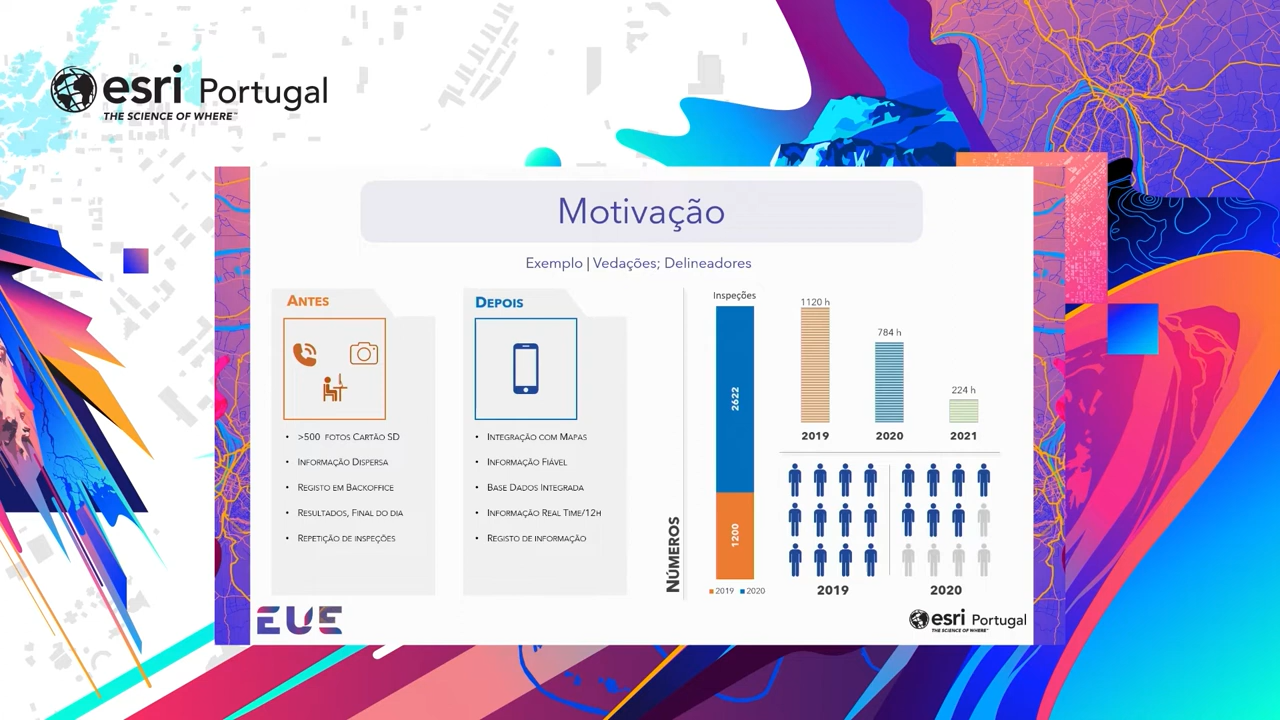 esri Portugal
THE SCIENCE OF WHERE™
Motivação
Exemplo | Vedações; Delineadores
ANTES
• >500 FOTOS CARTÃO SD
• INFORMAÇÃO DISPERSA
• REGISTO EM BACKOFFICE
• RESULTADOS, FINAL DO DIA
• REPETIÇÃO DE INSPEÇÕES
DEPOIS
• INTEGRAÇÃO COM MAPAS
• INFORMAÇÃO FIÁVEL
• BASE DADOS INTEGRADA
• INFORMAÇÃO REAL TIME/12H
• REGISTO DE INFORMAÇÃO
NÚMEROS
Inspeções
2622
1200
2019 2020
1120 h
784 h
224 h
2019 2020 2021
2019 2020
EUE
esri Portugal
THE SCIENCE OF WHERE™